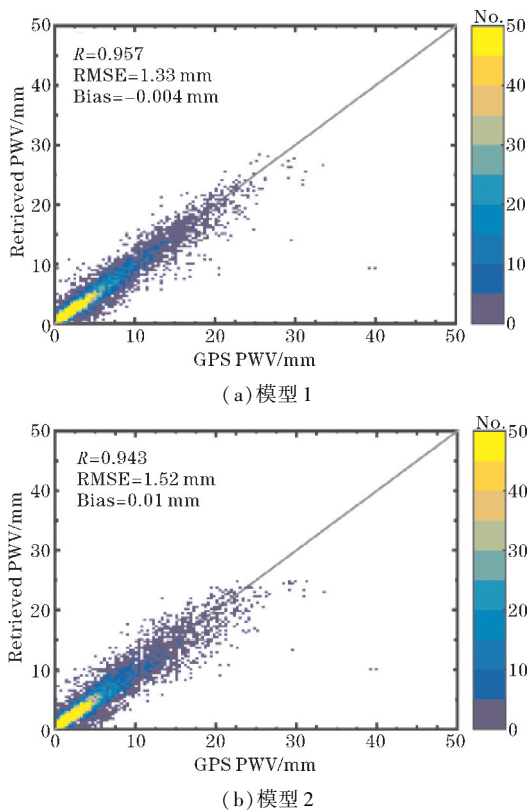 No.
50
50
R=0.957
RMSE=1.33 mm
Bias=-0.004 mm
40
40
30
30
Retrieved PWV/mm
20
20
10
10
0
0
0
10
20
30
40
50
GPS PWV/mm
(a)模型1
No.
50
50
R=0.943
RMSE=1.52 mm
Bias=0.01 mm
40
40
30
30
Retrieved PWV/mm
20
20
10
10
0
0
0
10
20
30
40
50
GPS PWV/mm
(b)模型2